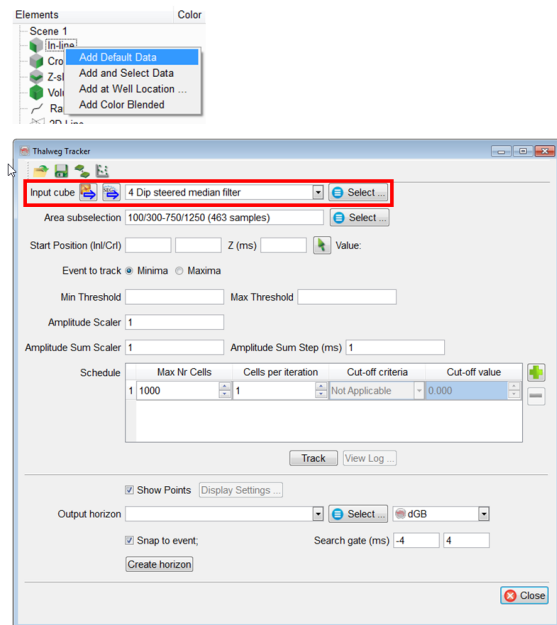 Elements Color
Scene 1
In-line
Cro
Z-sl
Volu
Ra
2D Line
Add Default Data
Add and Select Data
Add at Well Location ...
Add Color Blended
Thalweg Tracker
Input cube 4 Dip steered median filter Select ...
Area subselection 100/300-750/1250 (463 samples) Select ...
Start Position (Inl/Crl) Z (ms) Value:
Event to track Minima Maxima
Min Threshold Max Threshold
Amplitude Scaler 1
Amplitude Sum Scaler 1 Amplitude Sum Step (ms) 1
Schedule Max Nr Cells Cells per iteration Cut-off criteria Cut-off value
1 1000 1 Not Applicable 0.000
Track View Log ...
Show Points Display Settings ...
Output horizon Select ... dGB
Snap to event; Search gate (ms) -4 4
Create horizon
Close